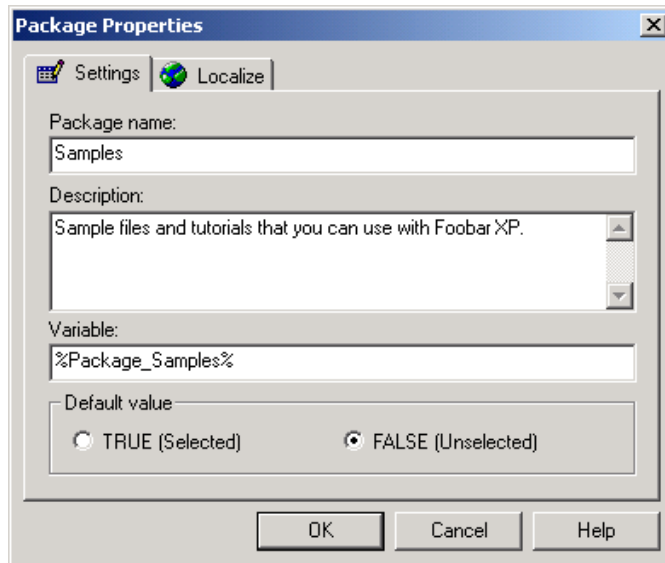 Package Properties
Settings
Localize
Package name:
Samples
Description:
Sample files and tutorials that you can use with Foobar XP.
Variable:
%Package_Samples%
Default value
TRUE (Selected)
FALSE (Unselected)
OK
Cancel
Help